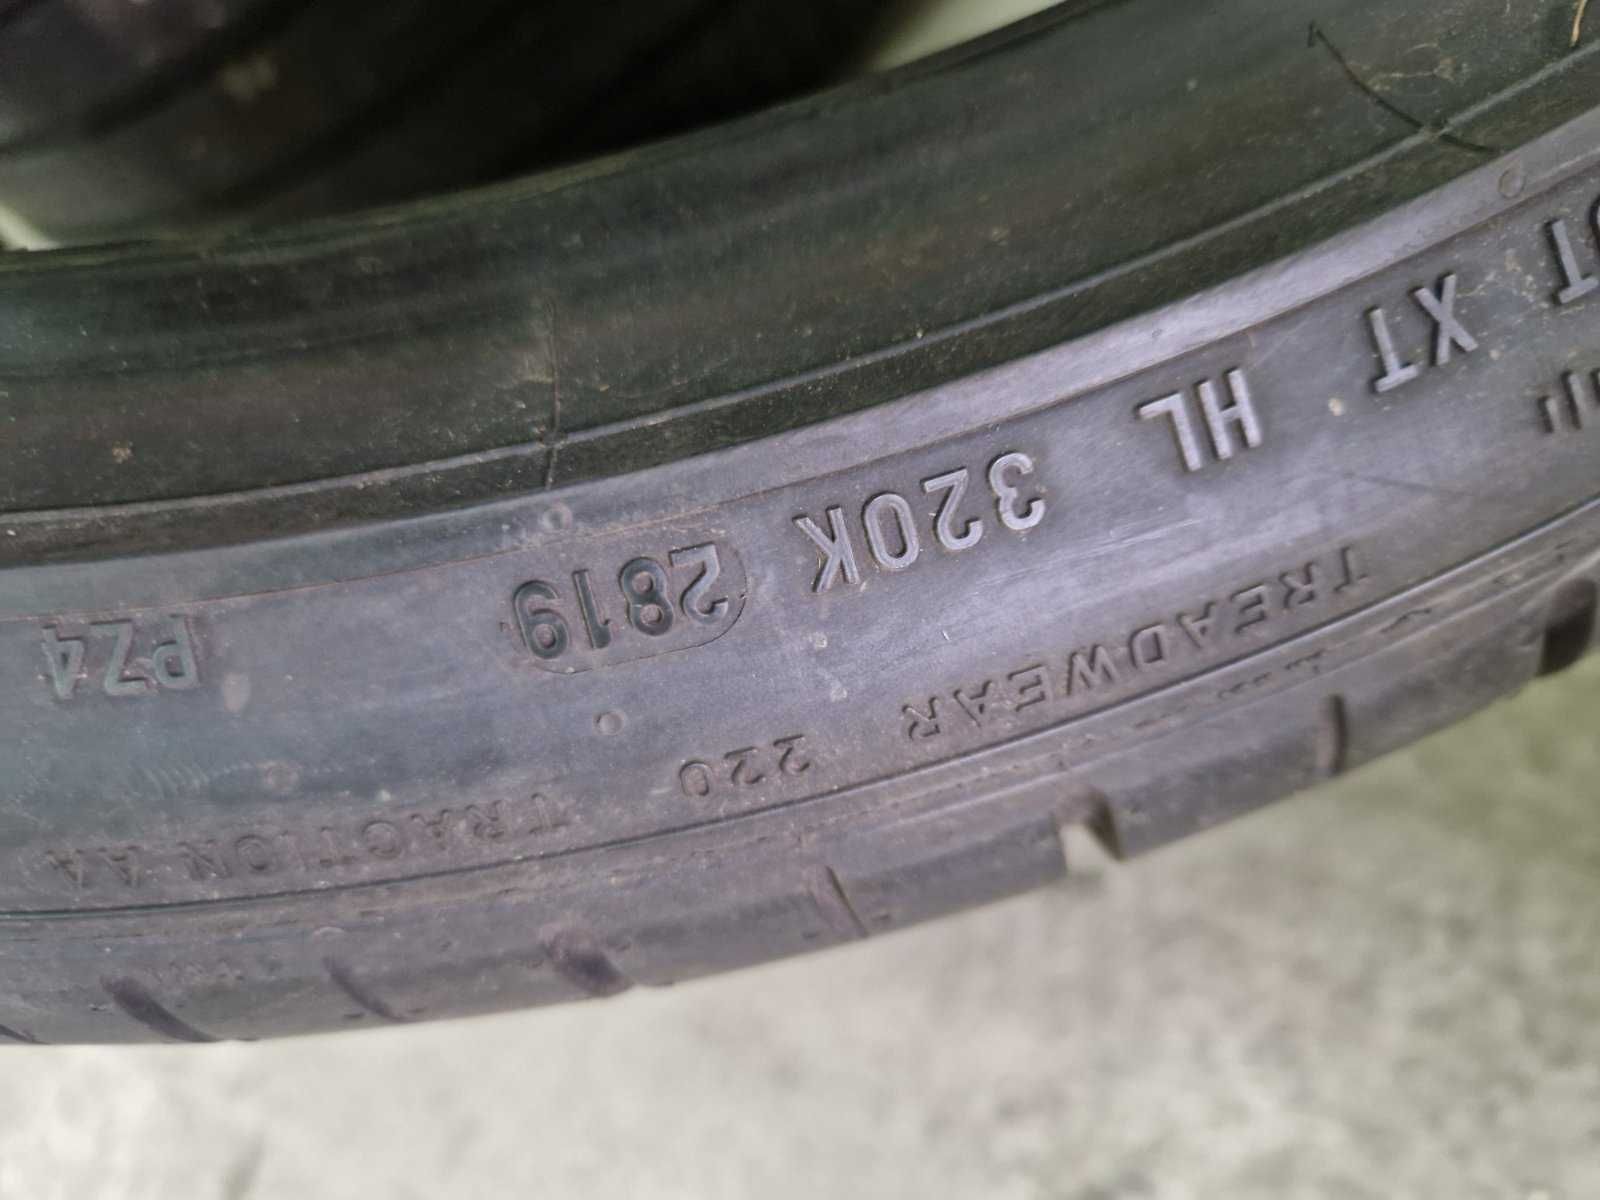 XT HL 320K 2819 PZ4
TREADWEAR 220 TRACTION AA